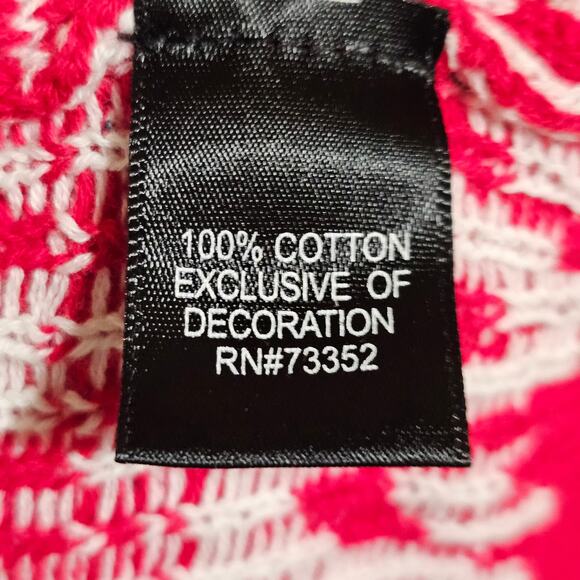 100% COTTON
EXCLUSIVE OF
DECORATION
RN#73352